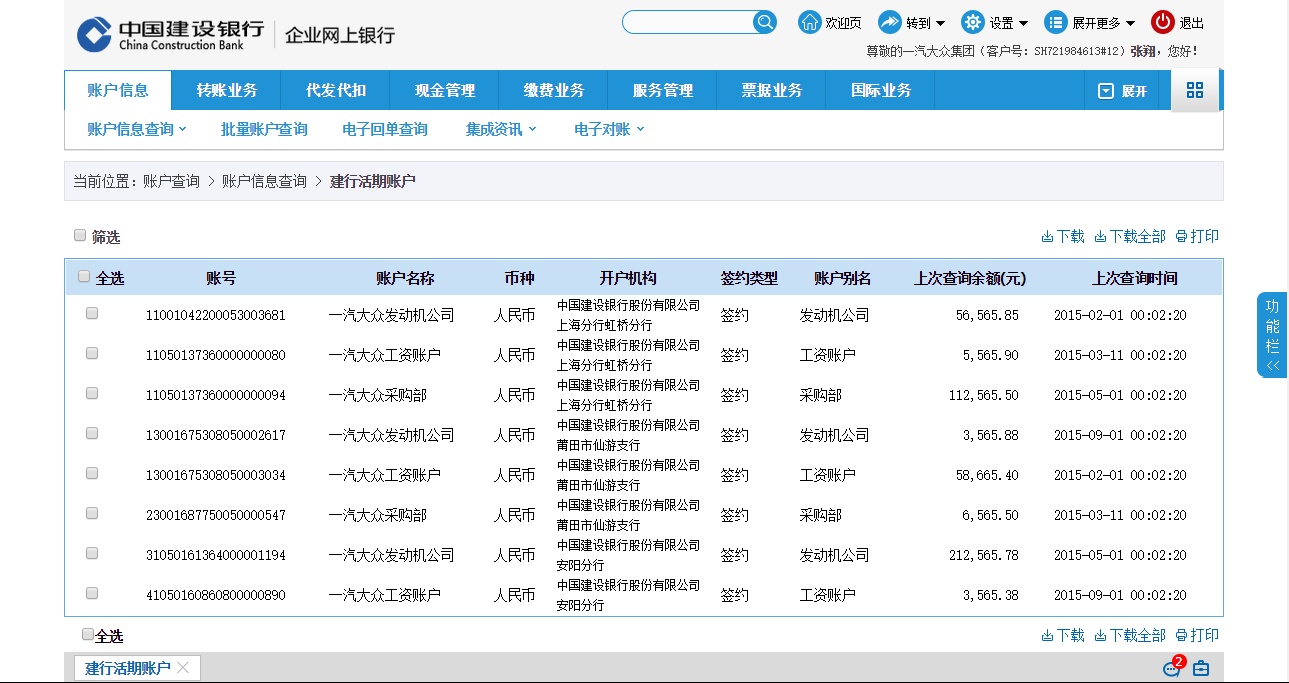 中国建设银行 企业网上银行
China Construction Bank
欢迎页 转到 设置 展开更多 退出
尊敬的一汽大众集团（客户号：SH721984613#12）张翔，您好！
账户信息 转账业务 代发代扣 现金管理 缴费业务 服务管理 票据业务 国际业务 展开
账户信息查询 批量账户查询 电子回单查询 集成资讯 电子对账
当前位置：账户查询 > 账户信息查询 > 建行活期账户
筛选 下载 下载全部 打印
全选 账号 账户名称 币种 开户机构 签约类型 账户别名 上次查询余额(元) 上次查询时间
11001042200053003681 一汽大众发动机公司 人民币 中国建设银行股份有限公司上海分行虹桥分行 签约 发动机公司 56,565.85 2015-02-01 00:02:20
11050137360000000080 一汽大众工资账户 人民币 中国建设银行股份有限公司上海分行虹桥分行 签约 工资账户 5,565.90 2015-03-11 00:02:20
11050137360000000094 一汽大众采购部 人民币 中国建设银行股份有限公司上海分行虹桥分行 签约 采购部 112,565.50 2015-05-01 00:02:20
13001675308050002617 一汽大众发动机公司 人民币 中国建设银行股份有限公司莆田市仙游支行 签约 发动机公司 3,565.88 2015-09-01 00:02:20
13001675308050003034 一汽大众工资账户 人民币 中国建设银行股份有限公司莆田市仙游支行 签约 工资账户 58,665.40 2015-02-01 00:02:20
23001687750050000547 一汽大众采购部 人民币 中国建设银行股份有限公司莆田市仙游支行 签约 采购部 6,565.50 2015-03-11 00:02:20
31050161364000001194 一汽大众发动机公司 人民币 中国建设银行股份有限公司安阳分行 签约 发动机公司 212,565.78 2015-05-01 00:02:20
41050160860800000890 一汽大众工资账户 人民币 中国建设银行股份有限公司安阳分行 签约 工资账户 3,565.38 2015-09-01 00:02:20
全选 下载 下载全部 打印
建行活期账户 2
功能栏